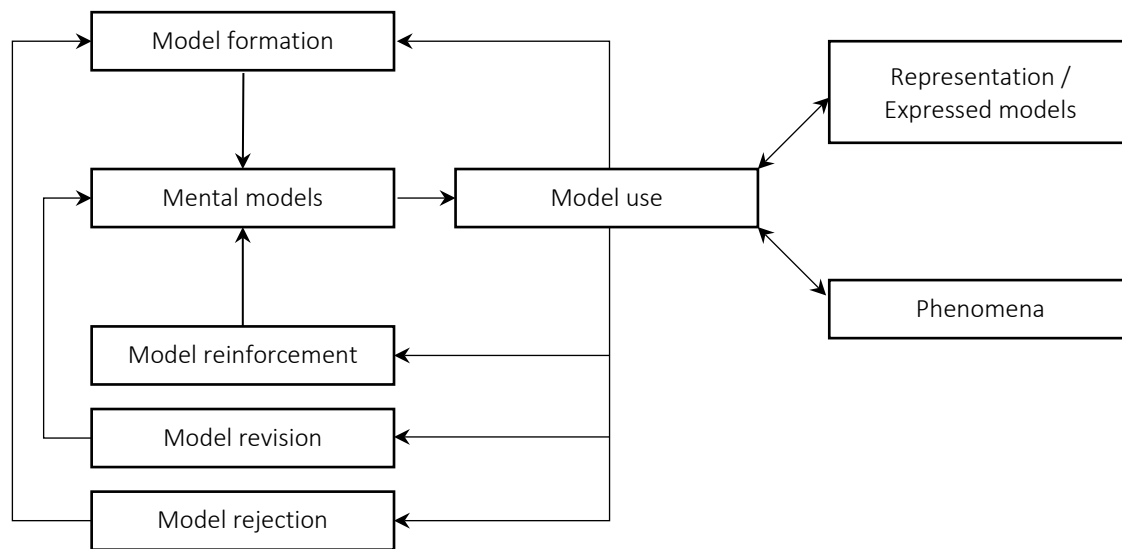 Model formation
Representation /
Expressed models
Mental models
Model use
Phenomena
Model reinforcement
Model revision
Model rejection